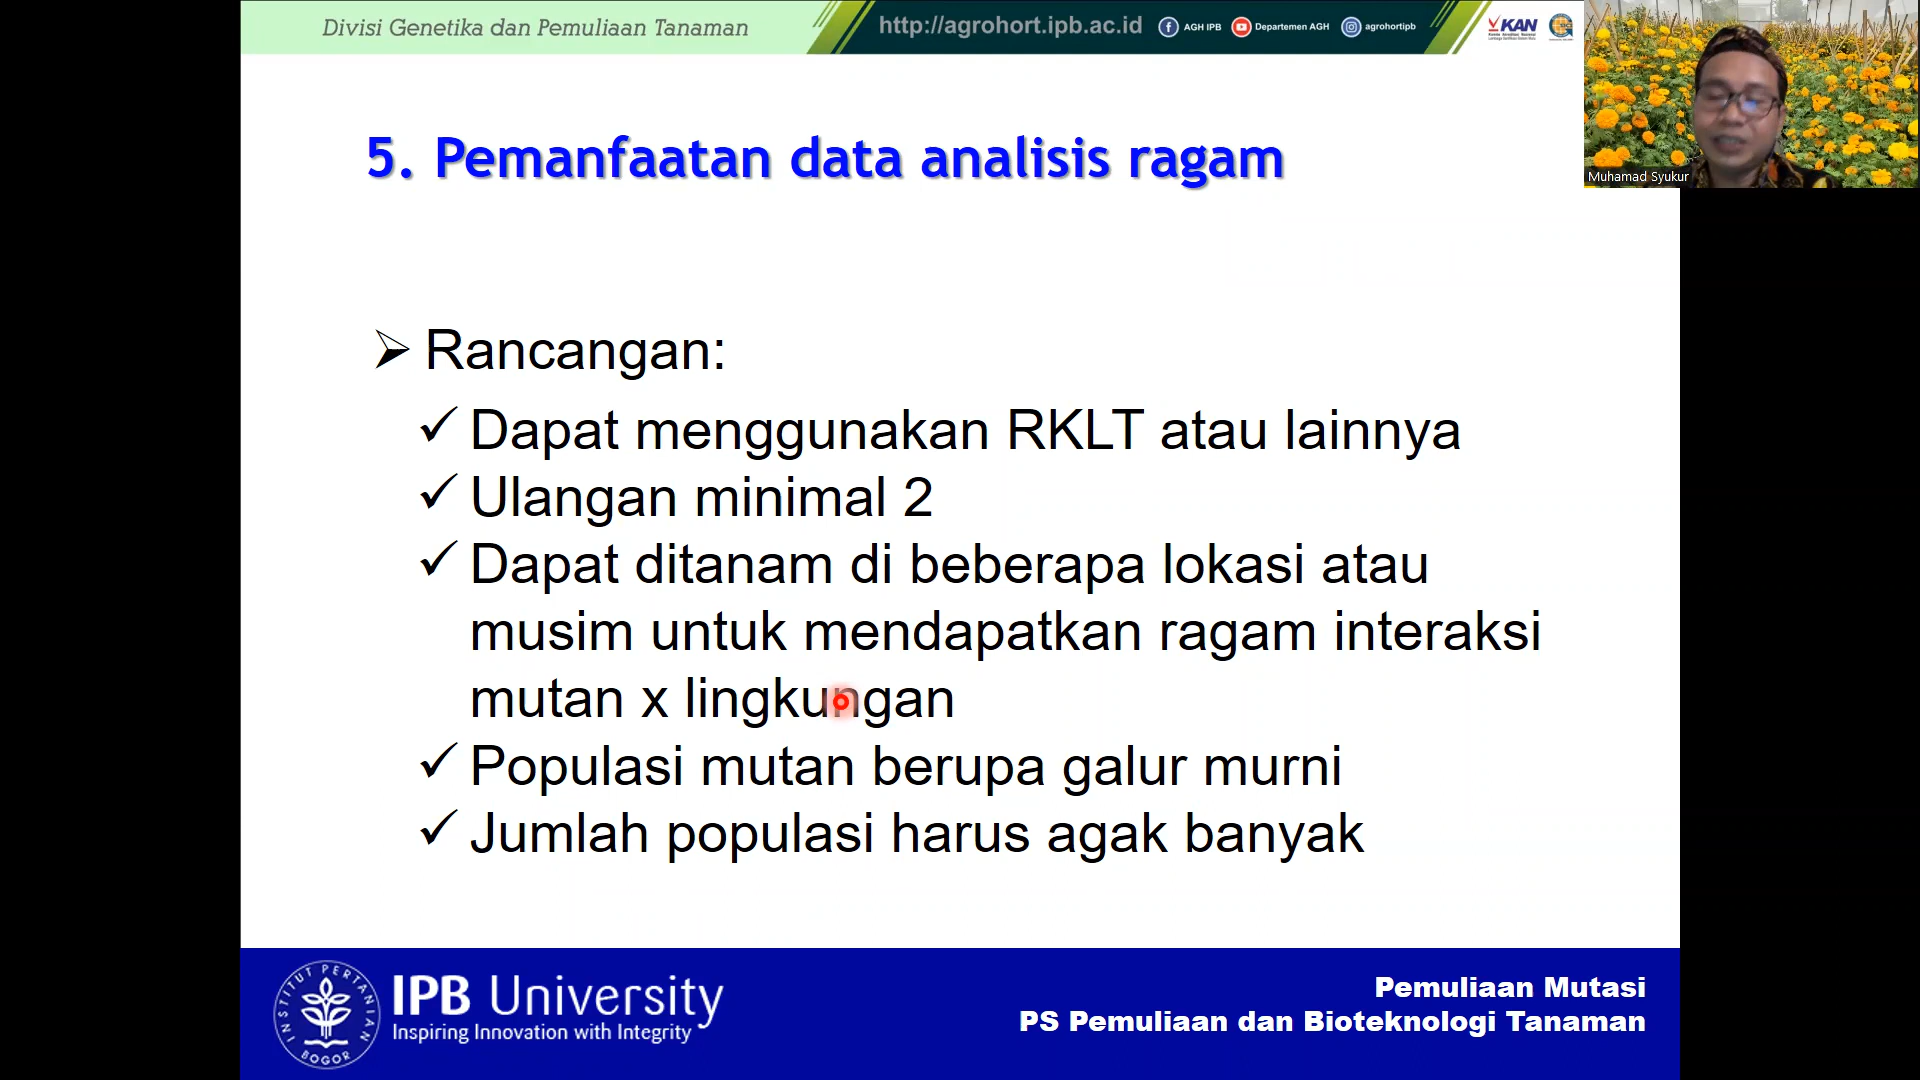 Divisi Genetika dan Pemuliaan Tanaman
http://agrohort.ipb.ac.id
AGH IPB
Departemen AGH
agrohortipb
KAN
Muhamad Syukur
5. Pemanfaatan data analisis ragam
Rancangan:
Dapat menggunakan RKLT atau lainnya
Ulangan minimal 2
Dapat ditanam di beberapa lokasi atau
musim untuk mendapatkan ragam interaksi
mutan x lingkungan
Populasi mutan berupa galur murni
Jumlah populasi harus agak banyak
INSTITUT PERTANIAN
BOGOR
IPB University
Inspiring Innovation with Integrity
Pemuliaan Mutasi
PS Pemuliaan dan Bioteknologi Tanaman